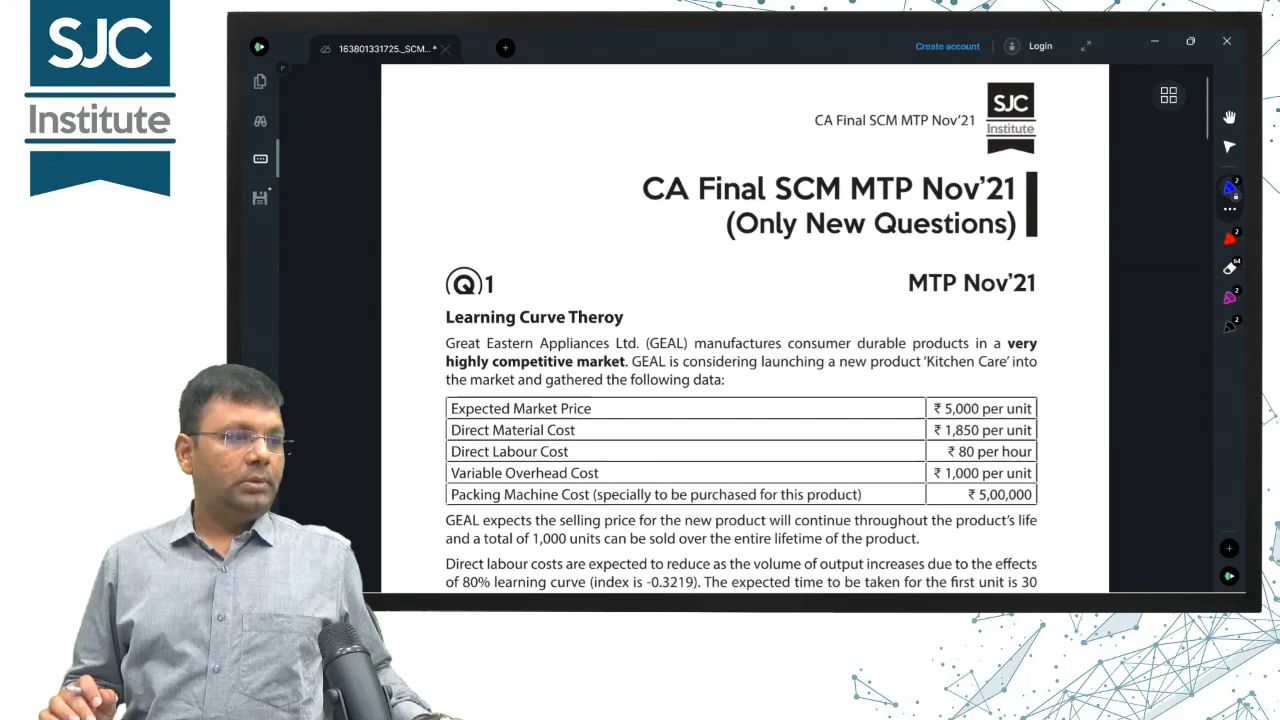 SJC
Institute
163801331725._SCM...*
Create account
Login
CA Final SCM MTP Nov’21
SJC
Institute
CA Final SCM MTP Nov’21
(Only New Questions)
Q 1
MTP Nov’21
Learning Curve Theroy
Great Eastern Appliances Ltd. (GEAL) manufactures consumer durable products in a very
highly competitive market. GEAL is considering launching a new product ‘Kitchen Care’ into
the market and gathered the following data:
Expected Market Price ₹ 5,000 per unit
Direct Material Cost ₹ 1,850 per unit
Direct Labour Cost ₹ 80 per hour
Variable Overhead Cost ₹ 1,000 per unit
Packing Machine Cost (specially to be purchased for this product) ₹ 5,00,000
GEAL expects the selling price for the new product will continue throughout the product’s life
and a total of 1,000 units can be sold over the entire lifetime of the product.
Direct labour costs are expected to reduce as the volume of output increases due to the effects
of 80% learning curve (index is -0.3219). The expected time to be taken for the first unit is 30
2
2
64
2
2